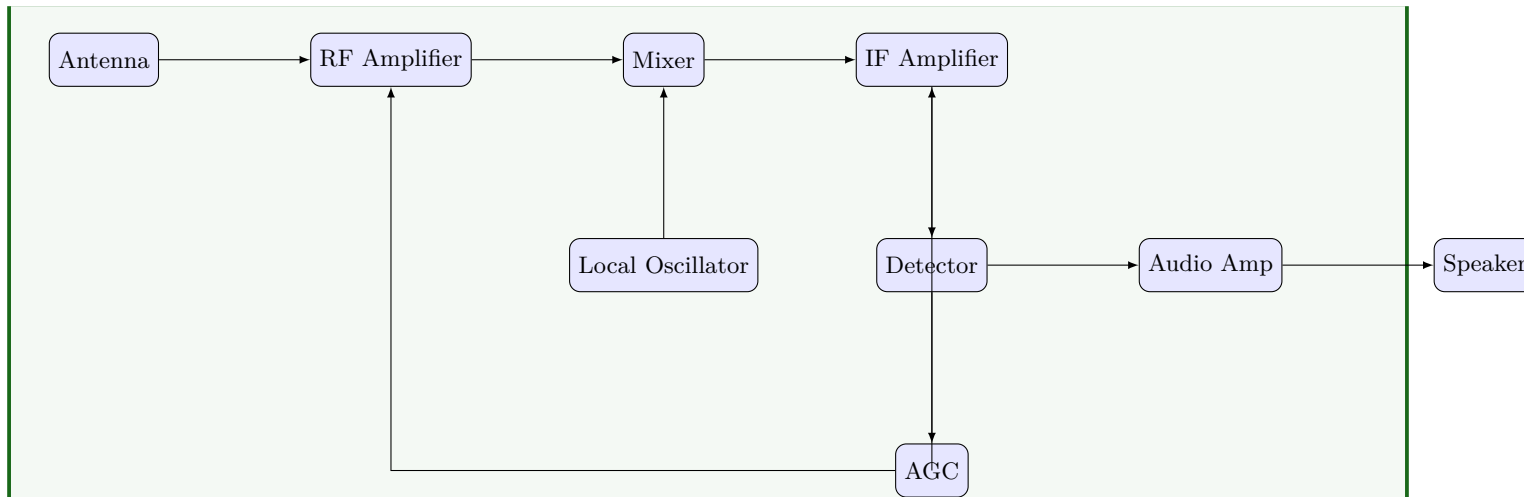 Antenna
RF Amplifier
Mixer
IF Amplifier
Local Oscillator
Detector
Audio Amp
Speaker
AGC